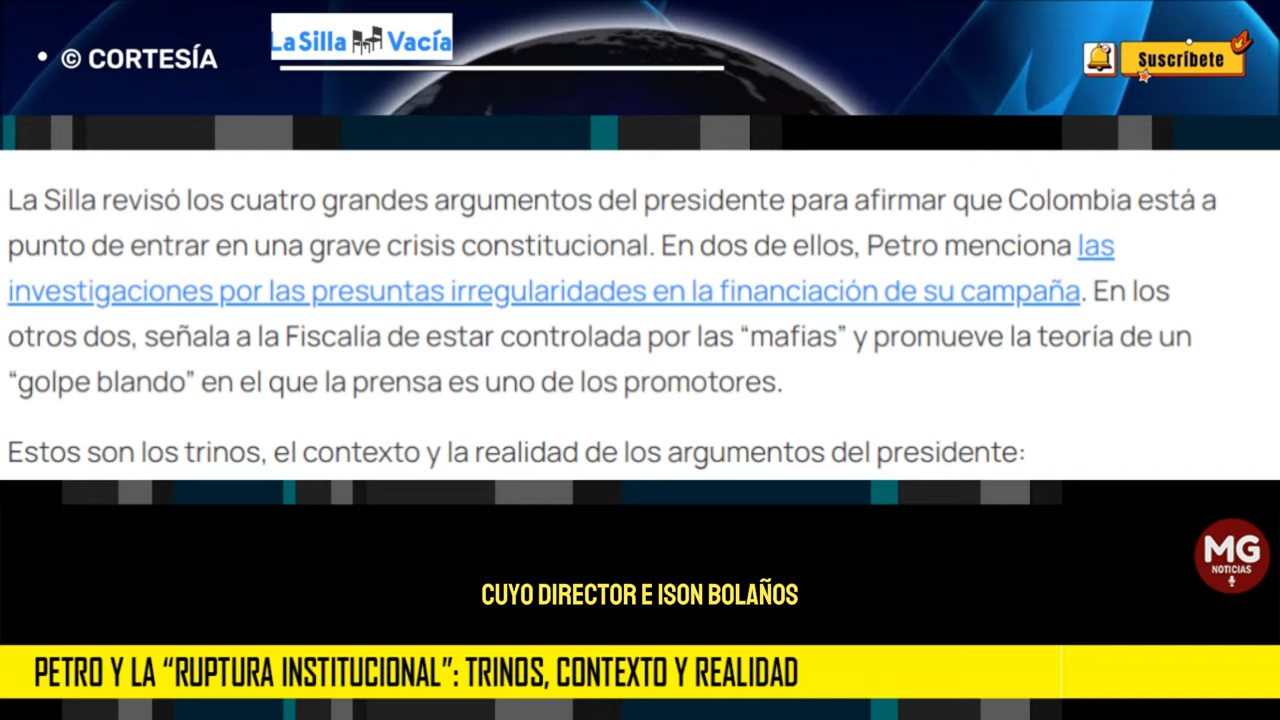 • © CORTESÍA
LaSilla Vacía
Suscríbete
La Silla revisó los cuatro grandes argumentos del presidente para afirmar que Colombia está a
punto de entrar en una grave crisis constitucional. En dos de ellos, Petro menciona las
investigaciones por las presuntas irregularidades en la financiación de su campaña. En los
otros dos, señala a la Fiscalía de estar controlada por las “mafias” y promueve la teoría de un
“golpe blando” en el que la prensa es uno de los promotores.
Estos son los trinos, el contexto y la realidad de los argumentos del presidente:
MG
NOTICIAS
CUYO DIRECTOR E ISON BOLAÑOS
PETRO Y LA “RUPTURA INSTITUCIONAL”: TRINOS, CONTEXTO Y REALIDAD